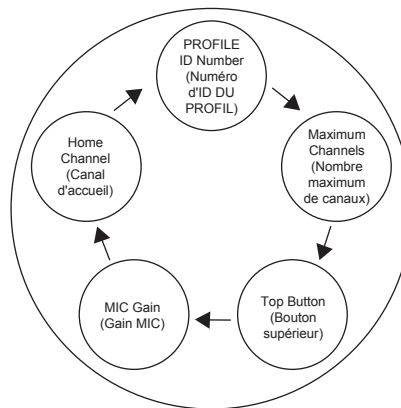 PROFILE
ID Number
(Numéro
d'ID DU
PROFIL)
Maximum
Channels
(Nombre
maximum
de canaux)
Top Button
(Bouton
supérieur)
MIC Gain
(Gain MIC)
Home
Channel
(Canal
d'accueil)